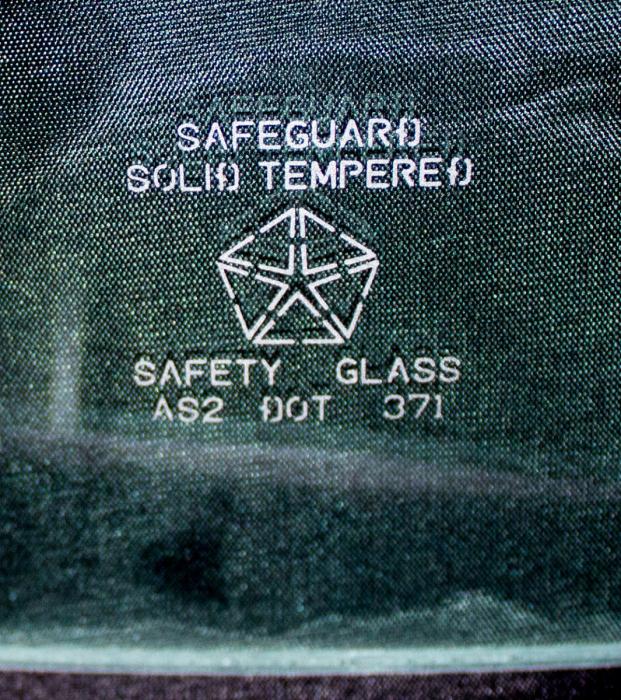 SAFEGUARD
SOLID TEMPERED
SAFETY GLASS
AS2 DOT 371